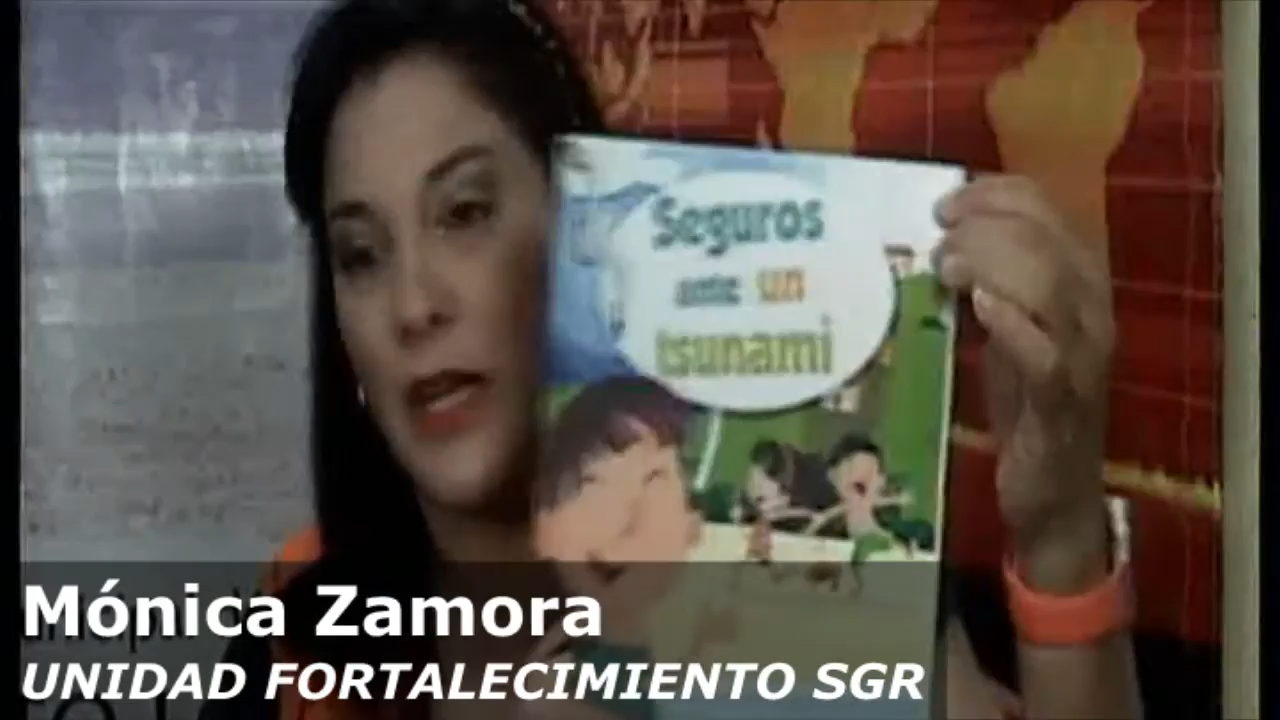 Seguros
ante un
tsunami
Mónica Zamora
UNIDAD FORTALECIMIENTO SGR